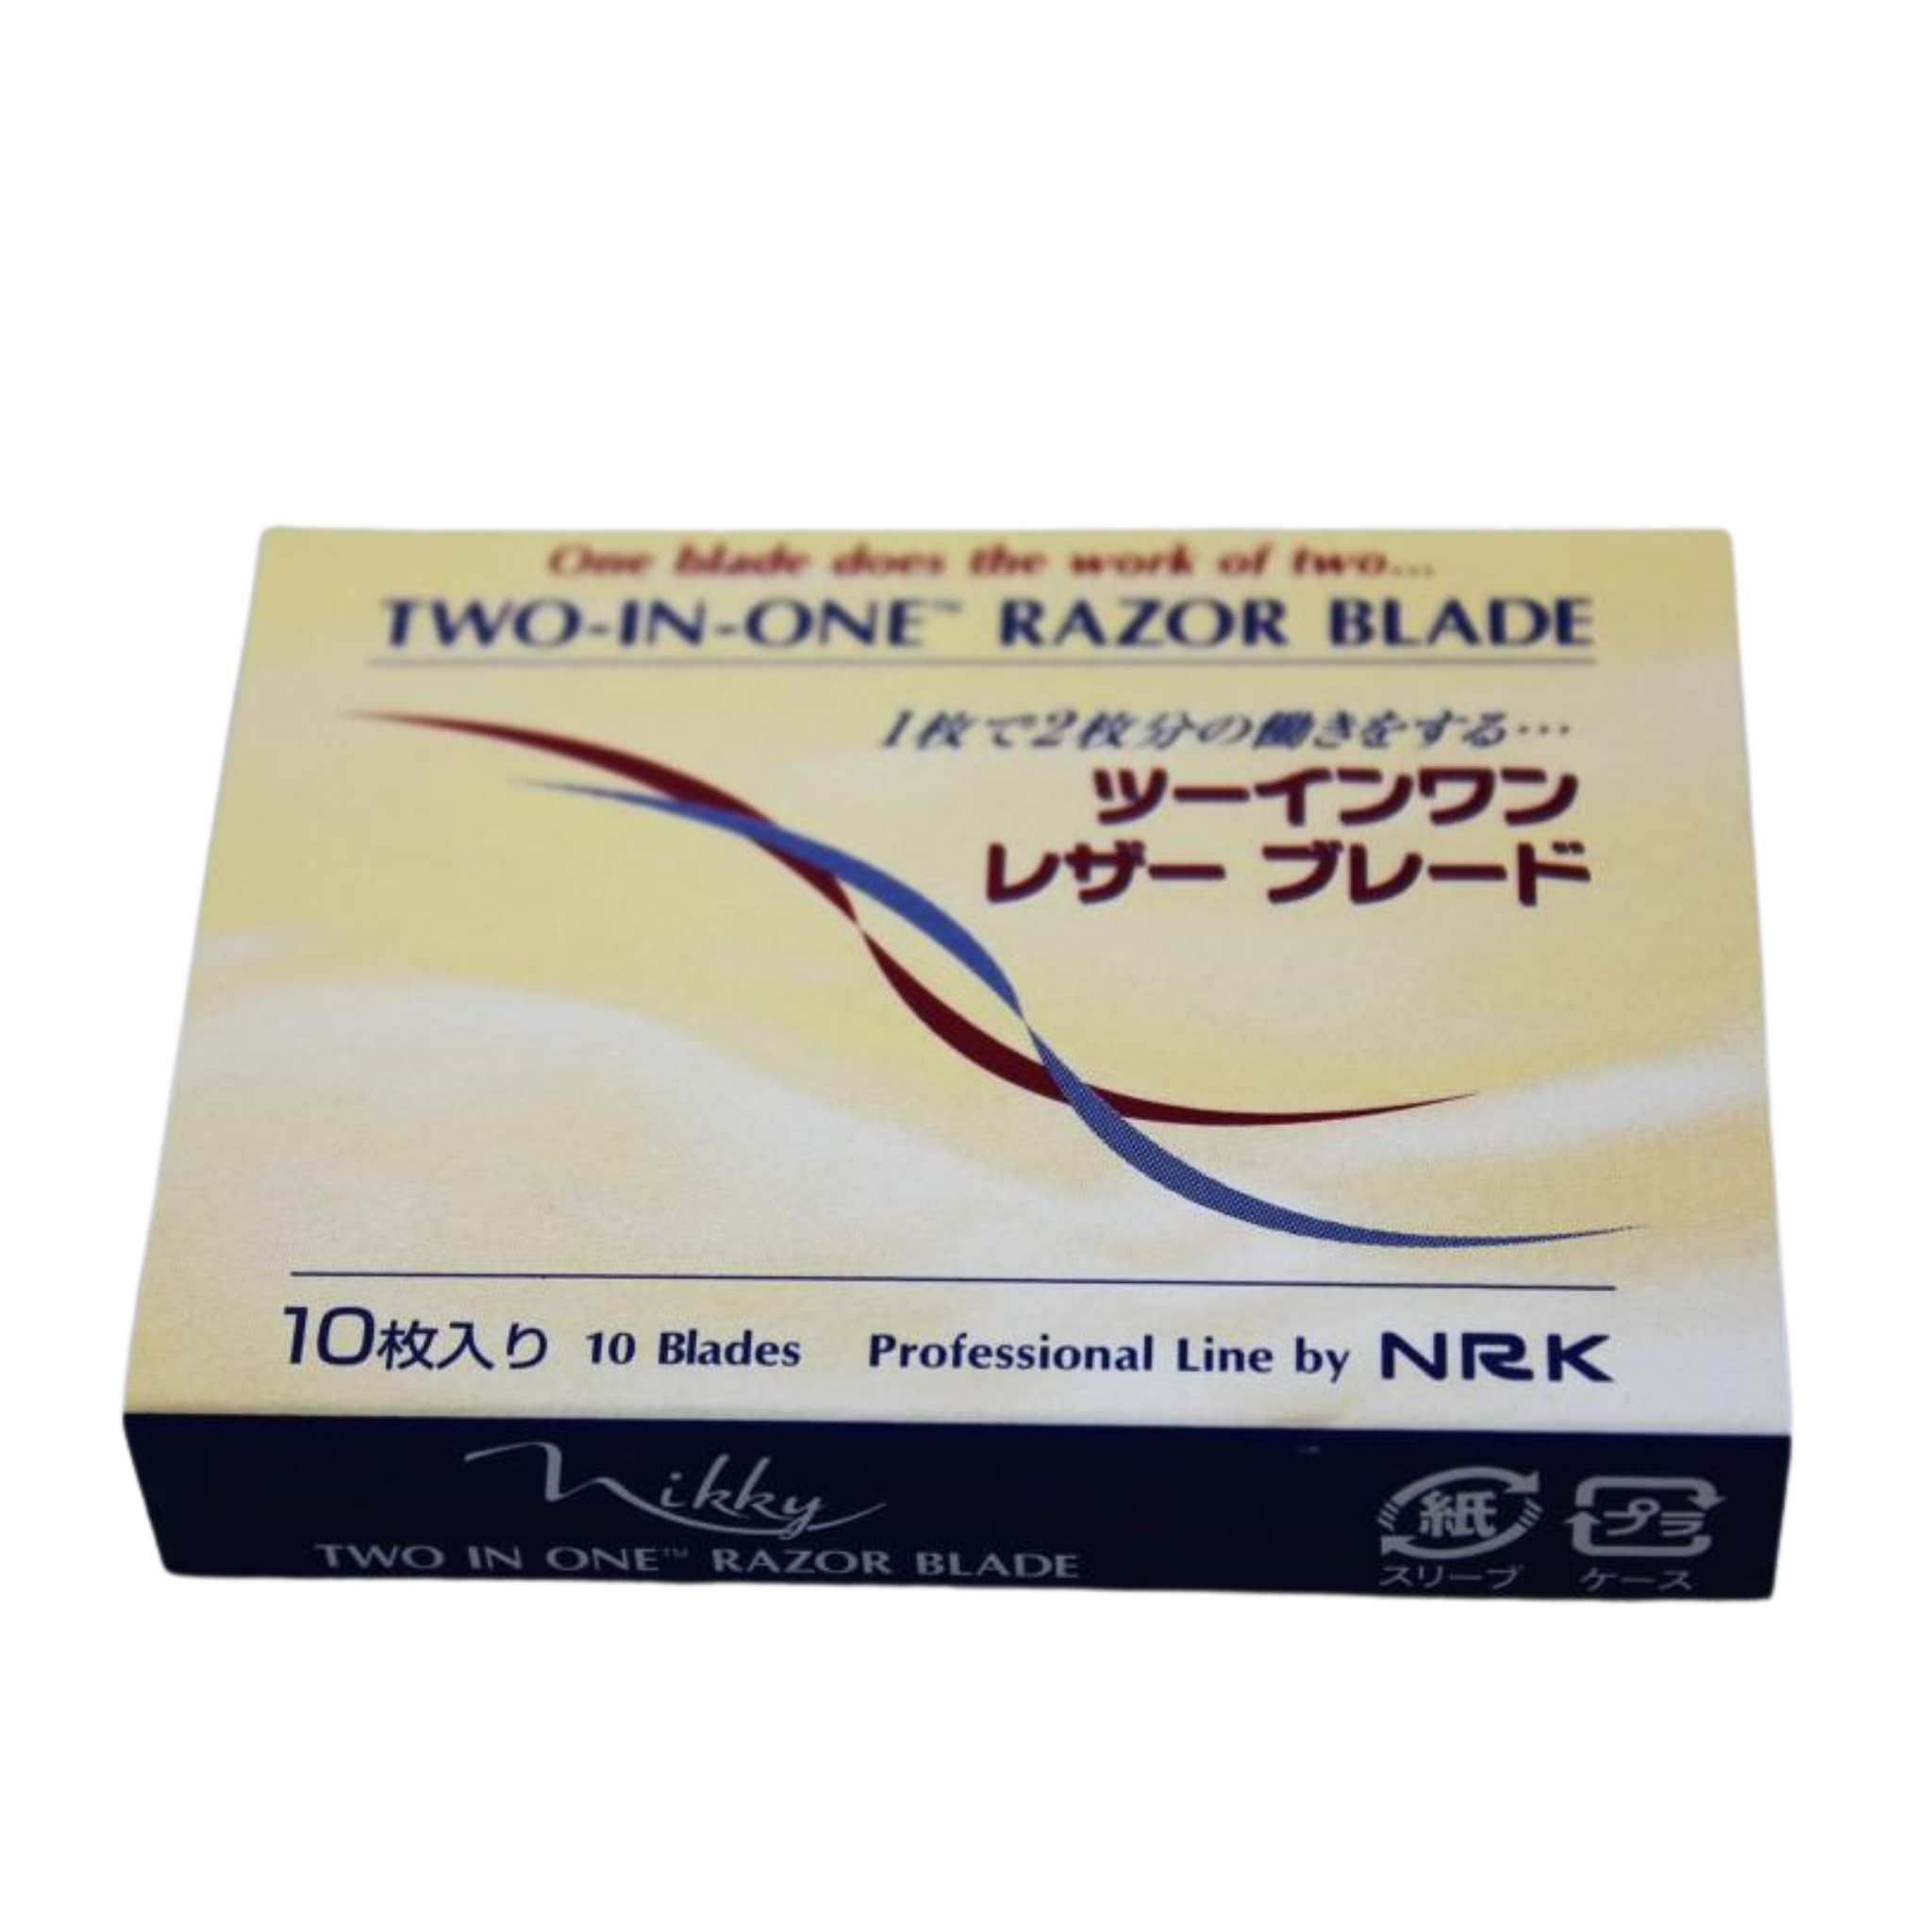 One blade does the work of two...
TWO-IN-ONE™ RAZOR BLADE
1枚で2枚分の働きをする…
ツーインワン
レザー ブレード
10枚入り 10 Blades Professional Line by NRK
Nikky
TWO IN ONE™ RAZOR BLADE
紙 プラ
スリーブ ケース